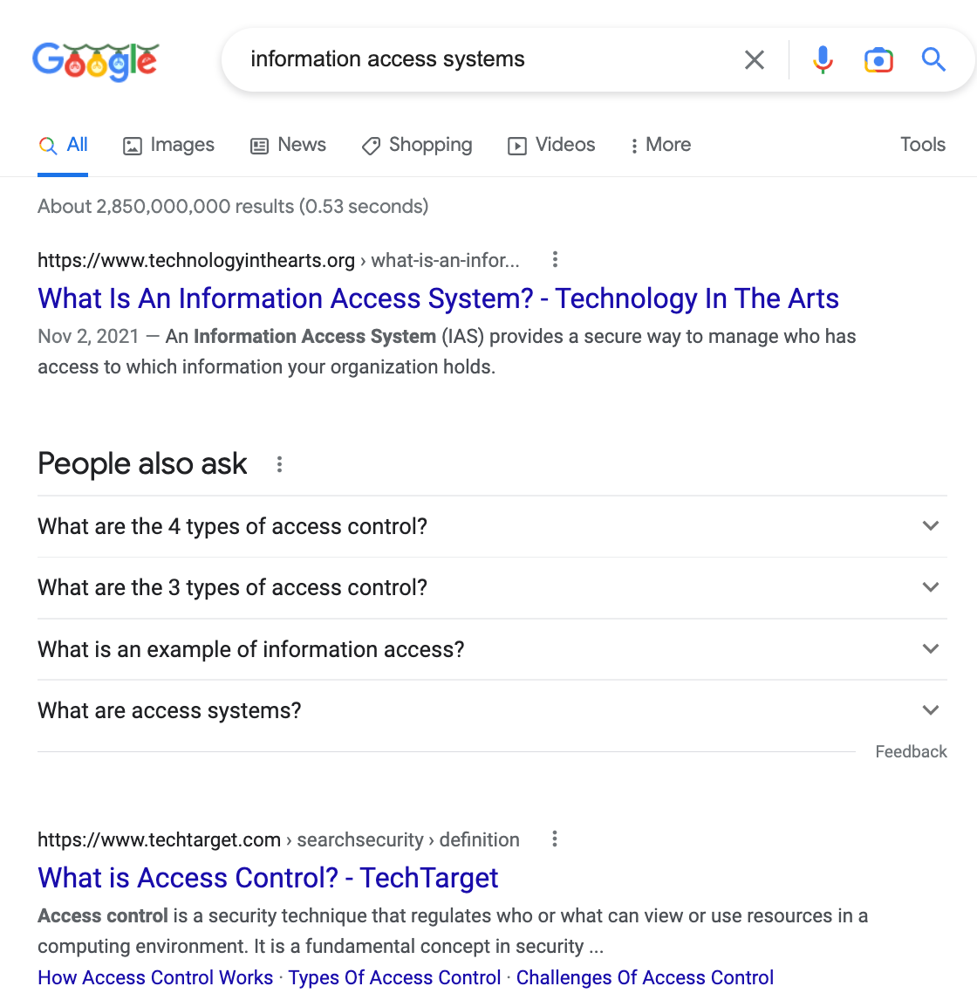 Google
information access systems
All Images News Shopping Videos More Tools
About 2,850,000,000 results (0.53 seconds)
https://www.technologyinthearts.org › what-is-an-infor...
What Is An Information Access System? - Technology In The Arts
Nov 2, 2021 — An Information Access System (IAS) provides a secure way to manage who has
access to which information your organization holds.
People also ask
What are the 4 types of access control?
What are the 3 types of access control?
What is an example of information access?
What are access systems?
Feedback
https://www.techtarget.com › searchsecurity › definition
What is Access Control? - TechTarget
Access control is a security technique that regulates who or what can view or use resources in a
computing environment. It is a fundamental concept in security ...
How Access Control Works · Types Of Access Control · Challenges Of Access Control